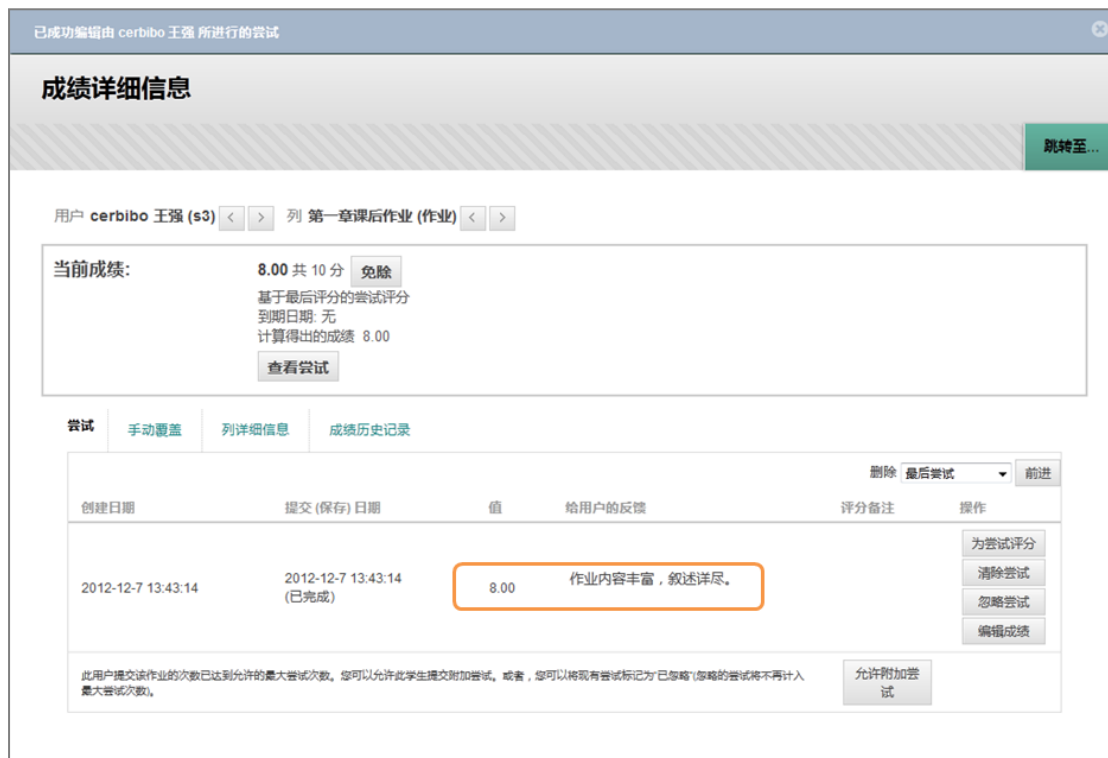 已成功编辑由 cerbibo 王强 所进行的尝试
成绩详细信息
跳转至...
用户 cerbibo 王强 (s3) < > 列 第一章课后作业 (作业) < >
当前成绩: 8.00 共 10 分 免除
基于最后评分的尝试评分
到期日期: 无
计算得出的成绩 8.00
查看尝试
尝试 手动覆盖 列详细信息 成绩历史记录
删除 最后尝试 前进
创建日期 提交 (保存) 日期 值 给用户的反馈 评分备注 操作
为尝试评分
2012-12-7 13:43:14 2012-12-7 13:43:14 8.00 作业内容丰富，叙述详尽。 清除尝试
(已完成) 忽略尝试
编辑成绩
此用户提交该作业的次数已达到允许的最大尝试次数。您可以允许此学生提交附加尝试。或者，您可以将现有尝试标记为"已忽略"(忽略的尝试将不再计入 允许附加尝
最大尝试次数)。 试